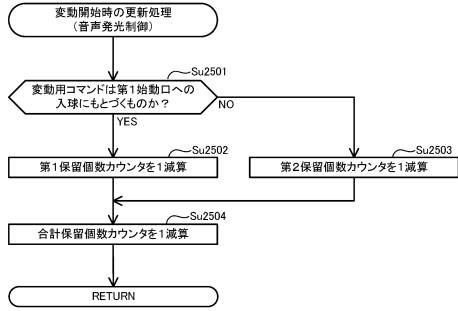 変動開始時の更新処理
(音声発光制御)
Su2501
変動用コマンドは第1始動口への
入球にもとづくものか?
NO
YES
Su2502
第1保留個数カウンタを1減算
Su2503
第2保留個数カウンタを1減算
Su2504
合計保留個数カウンタを1減算
RETURN